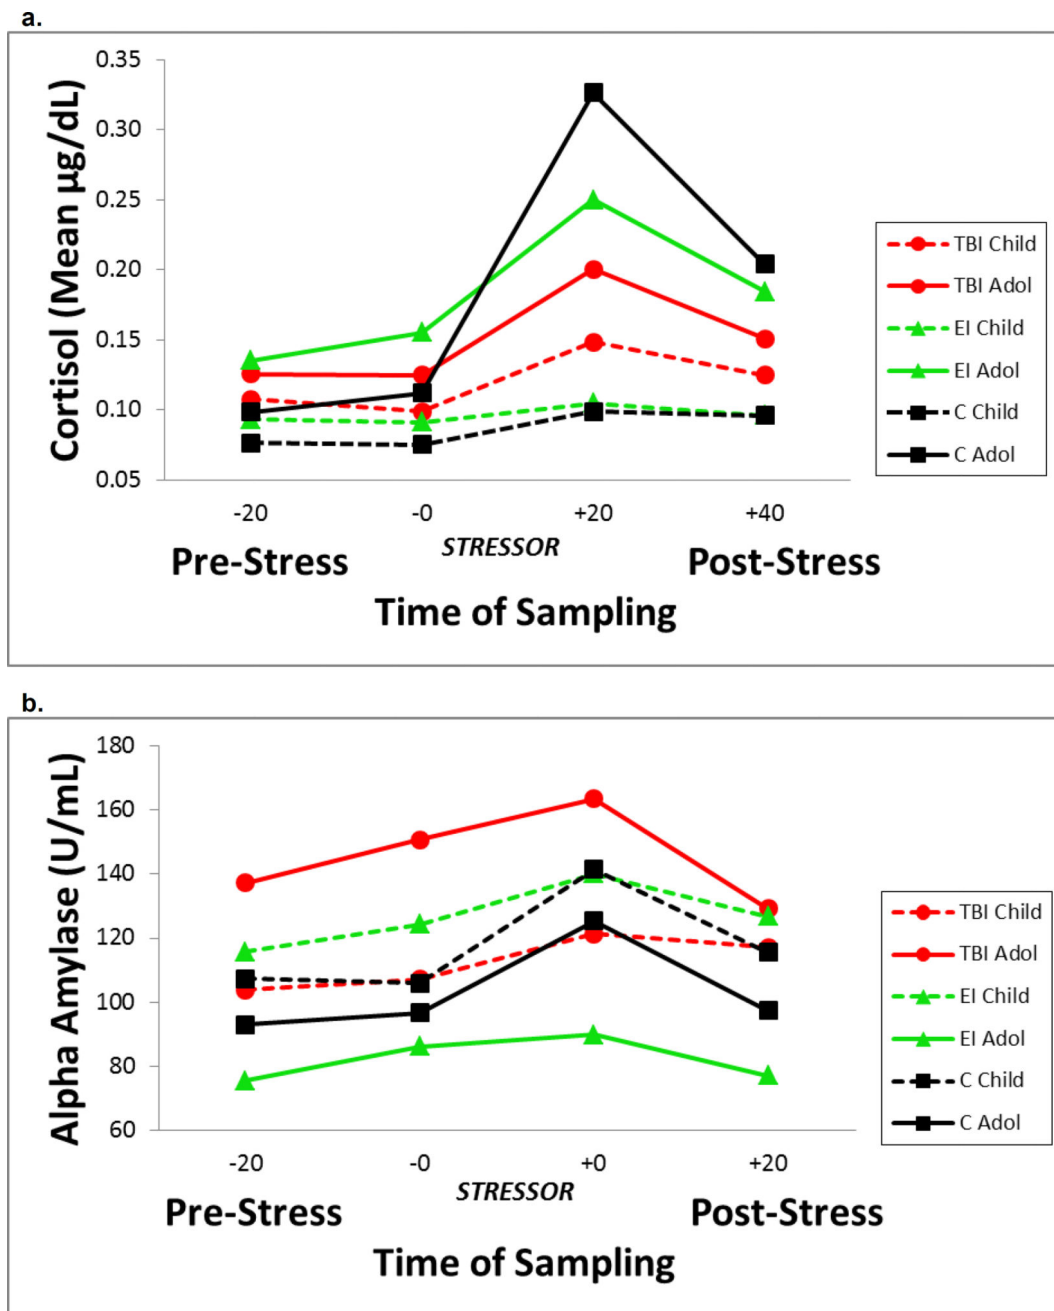 a.
Cortisol (Mean µg/dL)
0.35
0.30
0.25
0.20
0.15
0.10
0.05
-20
-0
+20
+40
STRESSOR
Pre-Stress
Post-Stress
Time of Sampling
TBI Child
TBI Adol
EI Child
EI Adol
C Child
C Adol
b.
Alpha Amylase (U/mL)
180
160
140
120
100
80
60
-20
-0
+0
+20
STRESSOR
Pre-Stress
Post-Stress
Time of Sampling
TBI Child
TBI Adol
EI Child
EI Adol
C Child
C Adol